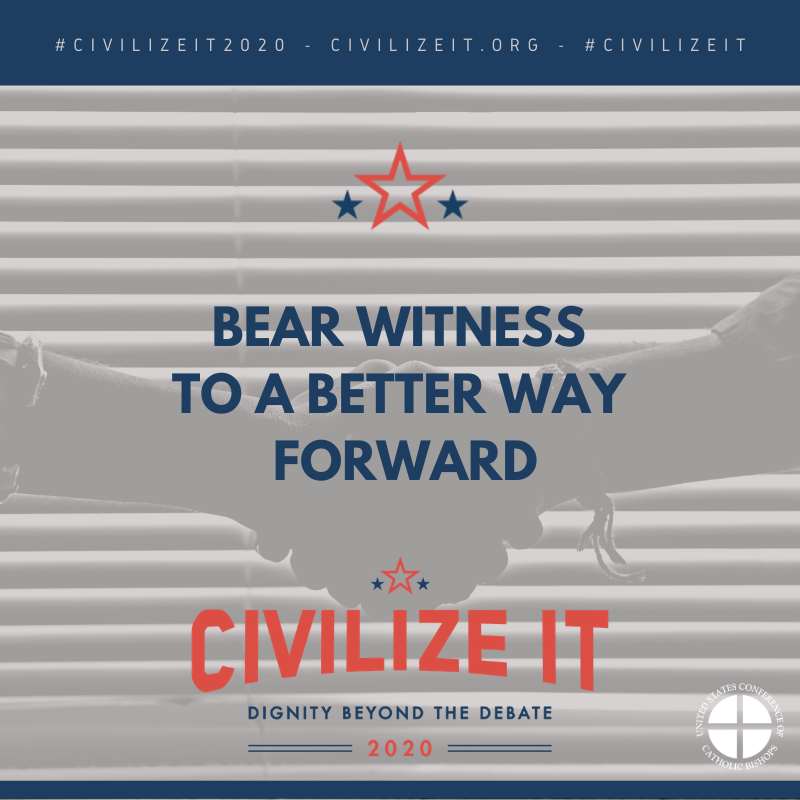 #CIVILIZEIT2020 - CIVILIZEIT.ORG - #CIVILIZEIT
BEAR WITNESS
TO A BETTER WAY
FORWARD
CIVILIZE IT
DIGNITY BEYOND THE DEBATE
2020
UNITED STATES CONFERENCE OF
CATHOLIC BISHOPS